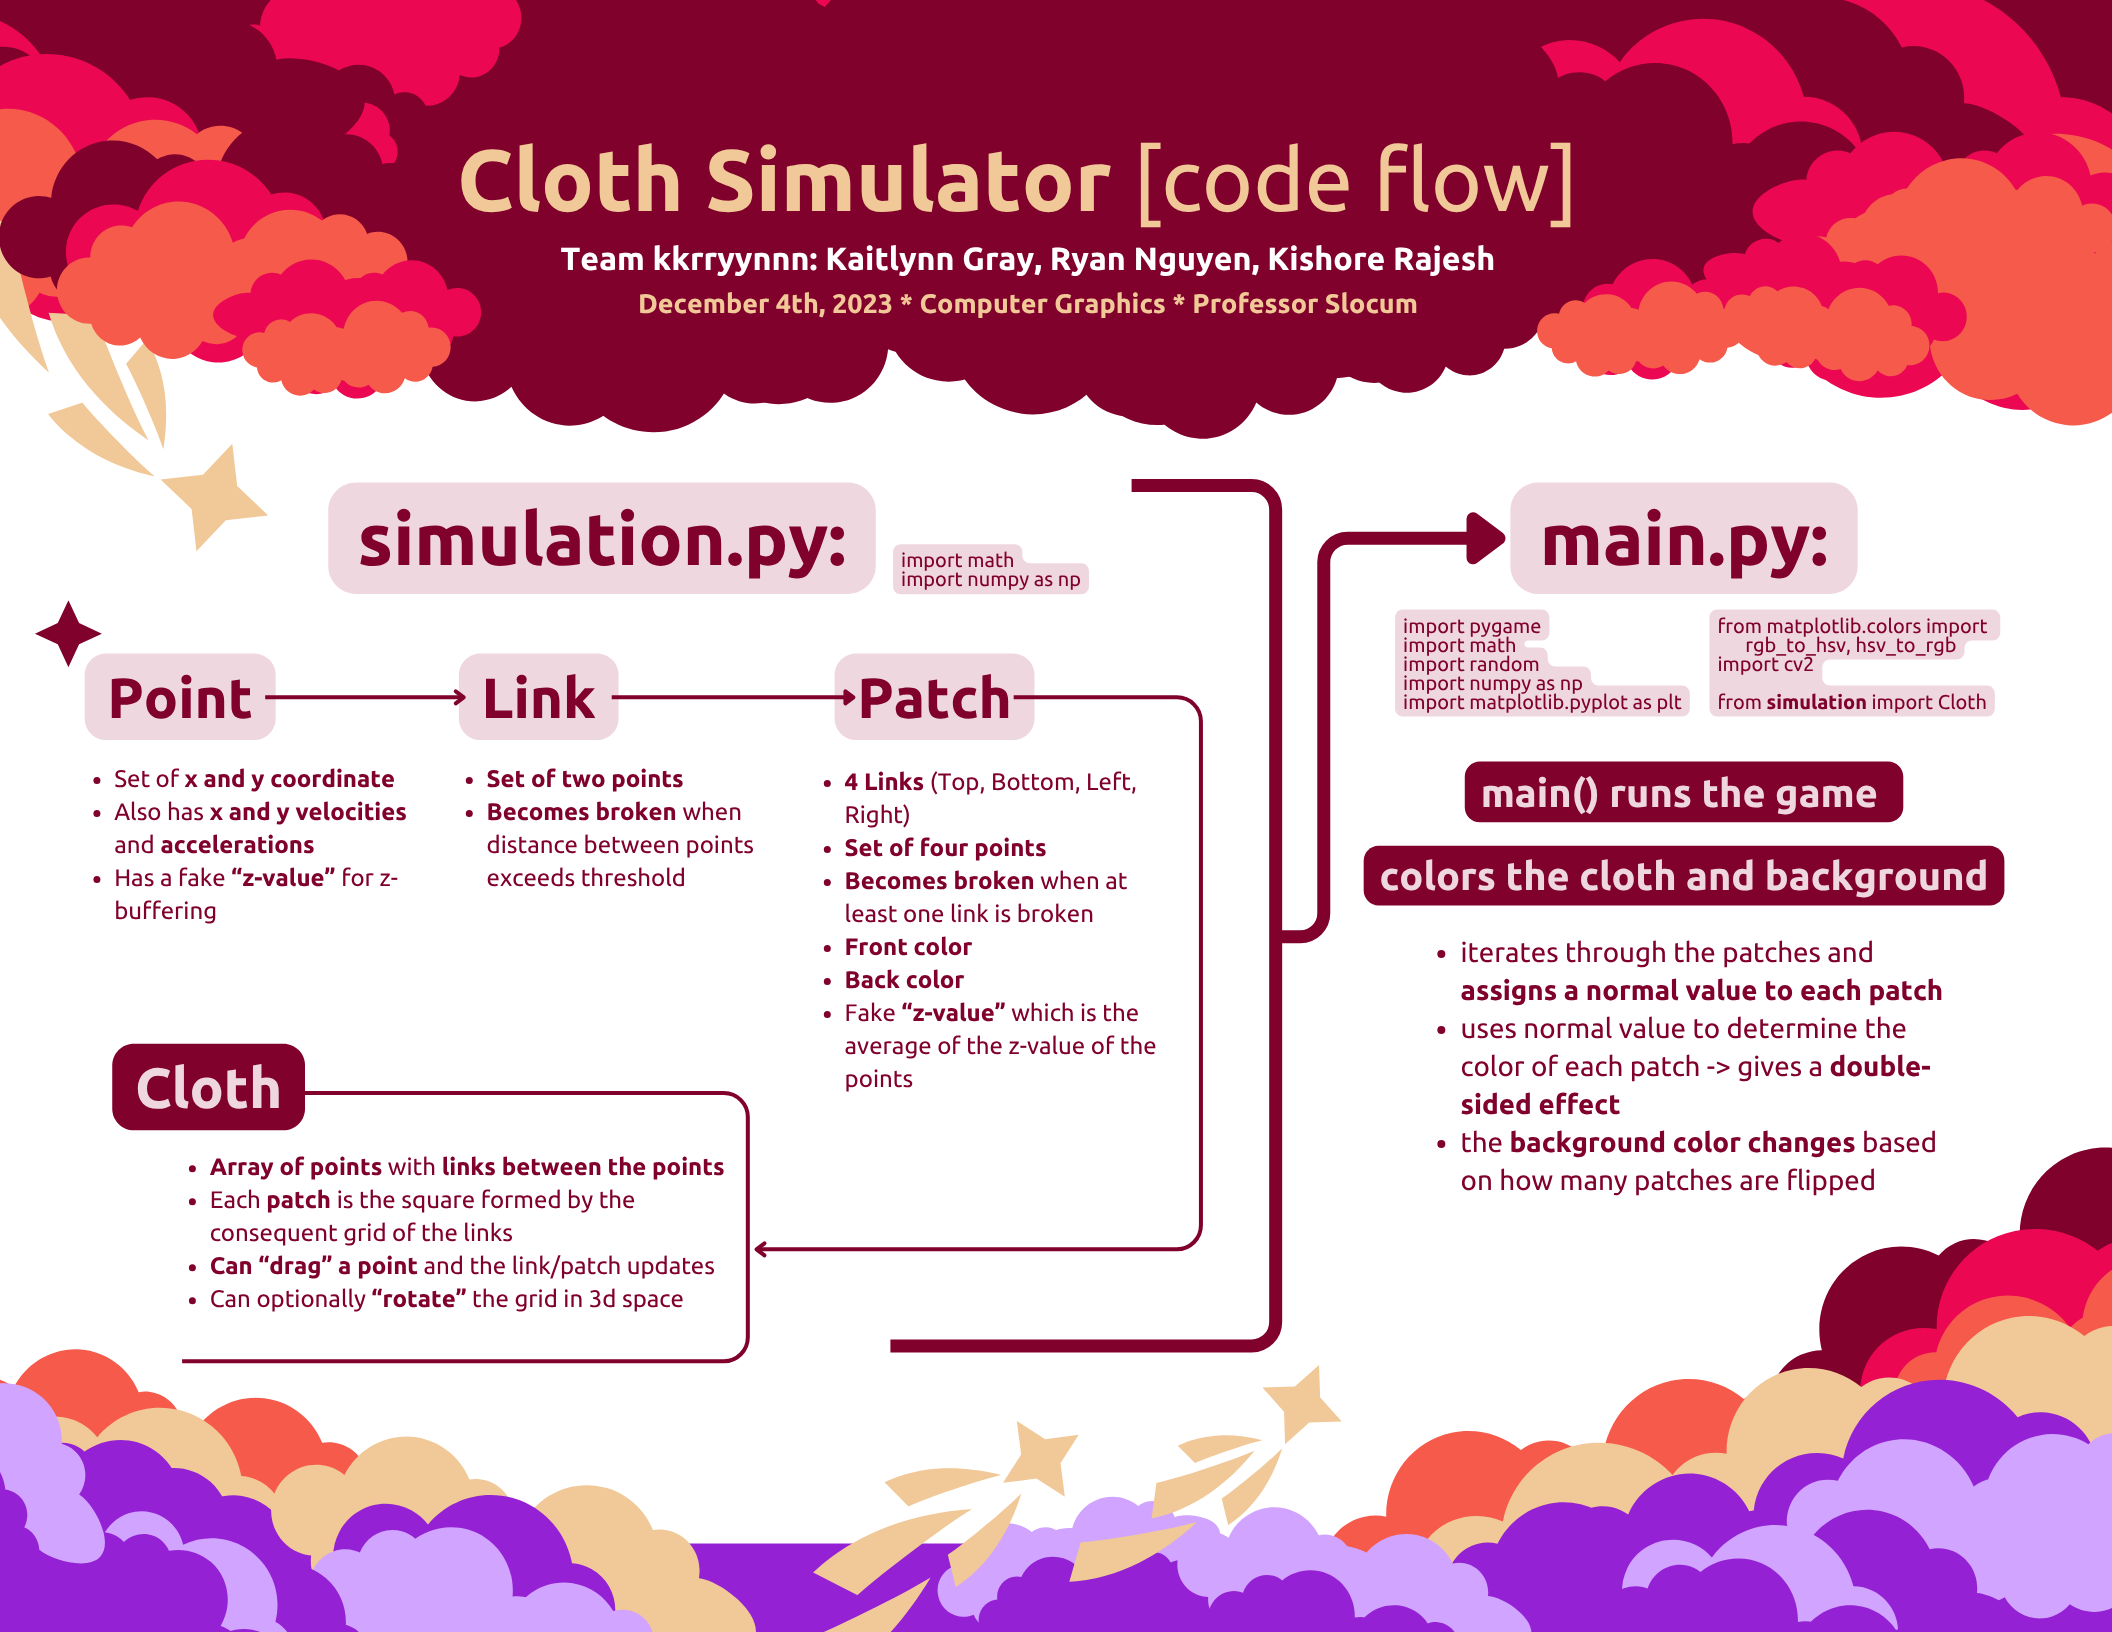 Cloth Simulator [code flow]
Team kkrryynnn: Kaitlynn Gray, Ryan Nguyen, Kishore Rajesh
December 4th, 2023 * Computer Graphics * Professor Slocum
simulation.py:
import math
import numpy as np
Point
• Set of x and y coordinate
• Also has x and y velocities
and accelerations
• Has a fake “z-value” for z-
buffering
Link
• Set of two points
• Becomes broken when
distance between points
exceeds threshold
Patch
• 4 Links (Top, Bottom, Left,
Right)
• Set of four points
• Becomes broken when at
least one link is broken
• Front color
• Back color
• Fake “z-value” which is the
average of the z-value of the
points
Cloth
• Array of points with links between the points
• Each patch is the square formed by the
consequent grid of the links
• Can “drag” a point and the link/patch updates
• Can optionally “rotate” the grid in 3d space
main.py:
import pygame
import math
import random
import numpy as np
import matplotlib.pyplot as plt
from matplotlib.colors import
rgb_to_hsv, hsv_to_rgb
import cv2
from simulation import Cloth
main() runs the game
colors the cloth and background
• iterates through the patches and
assigns a normal value to each patch
• uses normal value to determine the
color of each patch -> gives a double-
sided effect
• the background color changes based
on how many patches are flipped